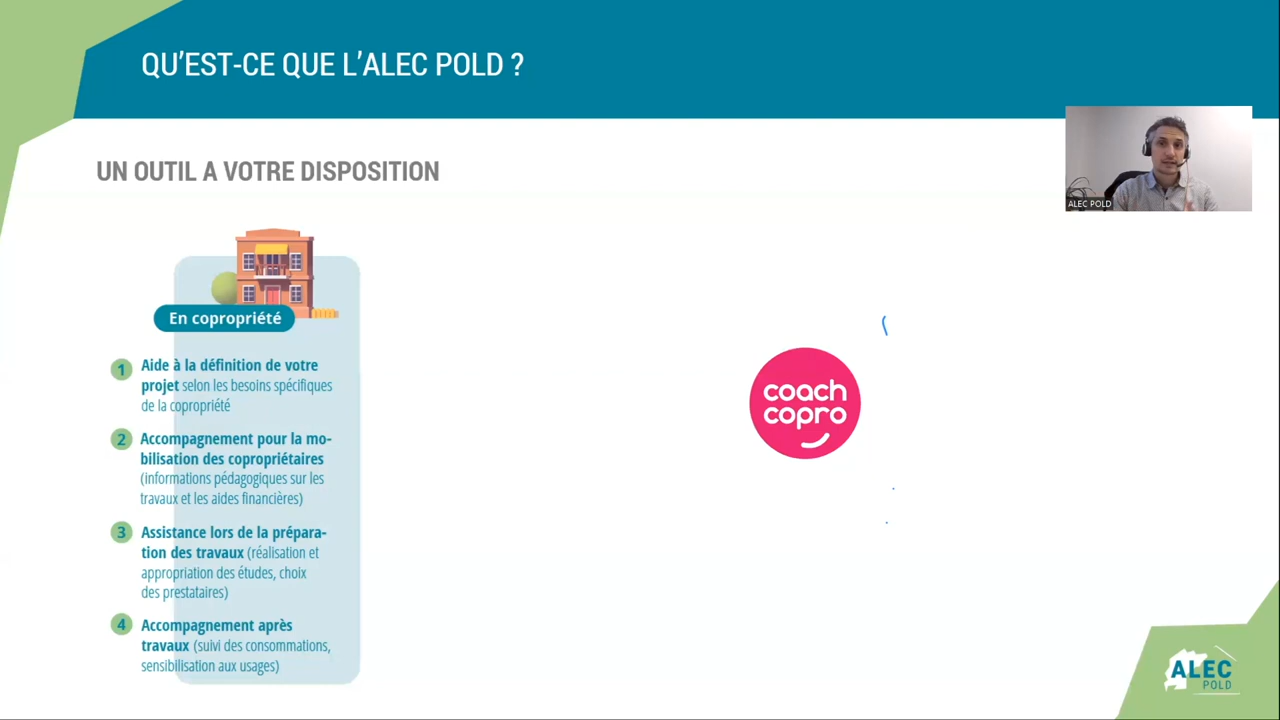 QU'EST-CE QUE L'ALEC POLD ?
UN OUTIL A VOTRE DISPOSITION
ALEC POLD
En copropriété
1 Aide à la définition de votre
projet selon les besoins spécifiques
de la copropriété
2 Accompagnement pour la mo-
bilisation des copropriétaires
(informations pédagogiques sur les
travaux et les aides financières)
3 Assistance lors de la prépara-
tion des travaux (réalisation et
appropriation des études, choix
des prestataires)
4 Accompagnement après
travaux (suivi des consommations,
sensibilisation aux usages)
coach
copro
ALEC
POLD